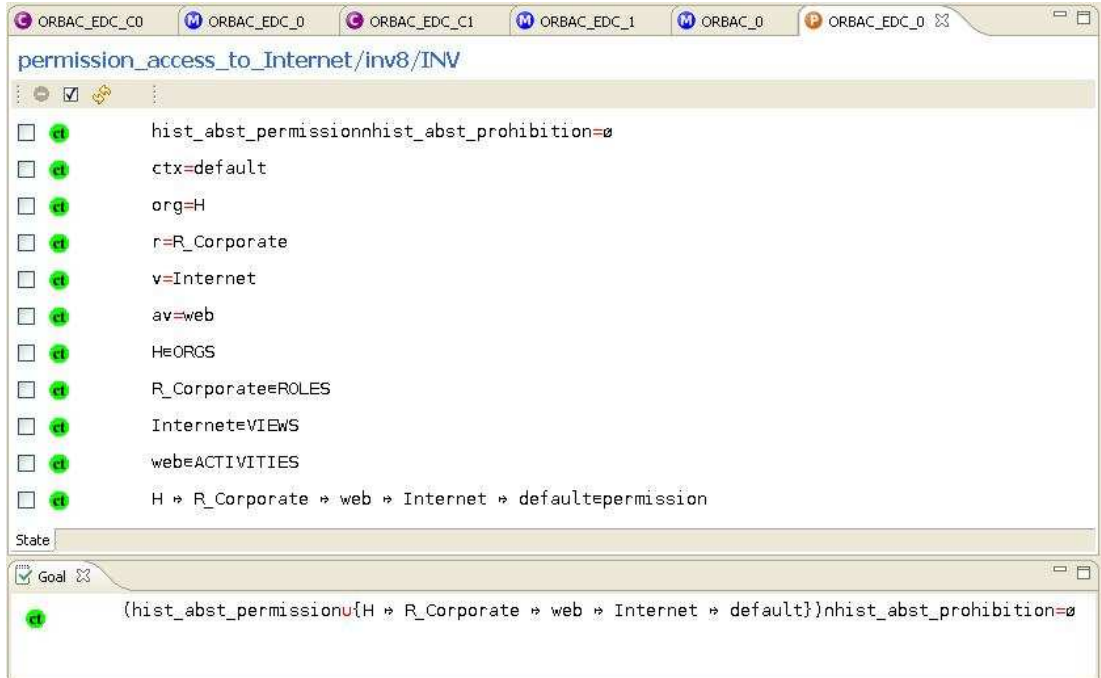 ORBAC_EDC_C0 ORBAC_EDC_0 ORBAC_EDC_C1 ORBAC_EDC_1 ORBAC_0 ORBAC_EDC_0
permission_access_to_Internet/inv8/INV
ct hist_abst_permission∩hist_abst_prohibition=∅
ct ctx=default
ct org=H
ct r=R_Corporate
ct v=Internet
ct av=web
ct H∈ORGS
ct R_Corporate∈ROLES
ct Internet∈VIEWS
ct web∈ACTIVITIES
ct H ↦ R_Corporate ↦ web ↦ Internet ↦ default∈permission
State
Goal
ct (hist_abst_permission∪{H ↦ R_Corporate ↦ web ↦ Internet ↦ default})∩hist_abst_prohibition=∅